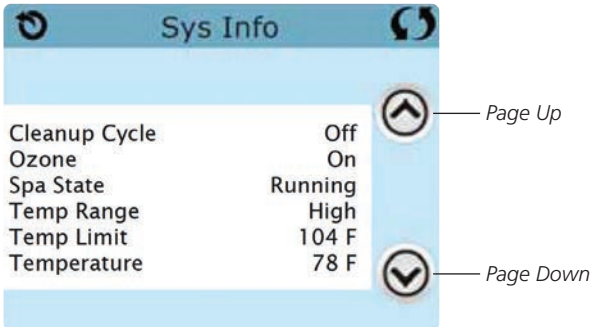 Sys Info
Page Up
Cleanup Cycle Off
Ozone On
Spa State Running
Temp Range High
Temp Limit 104 F
Temperature 78 F
Page Down